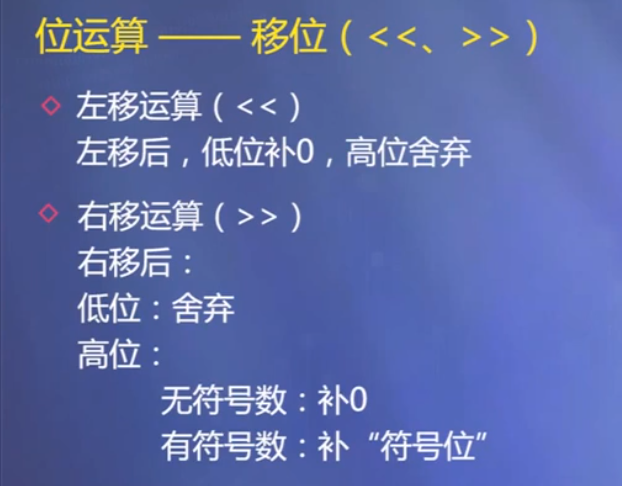 位运算 —— 移位（<<、>>）
左移运算（<<）
左移后，低位补0，高位舍弃
右移运算（>>）
右移后：
低位：舍弃
高位：
无符号数：补0
有符号数：补“符号位”